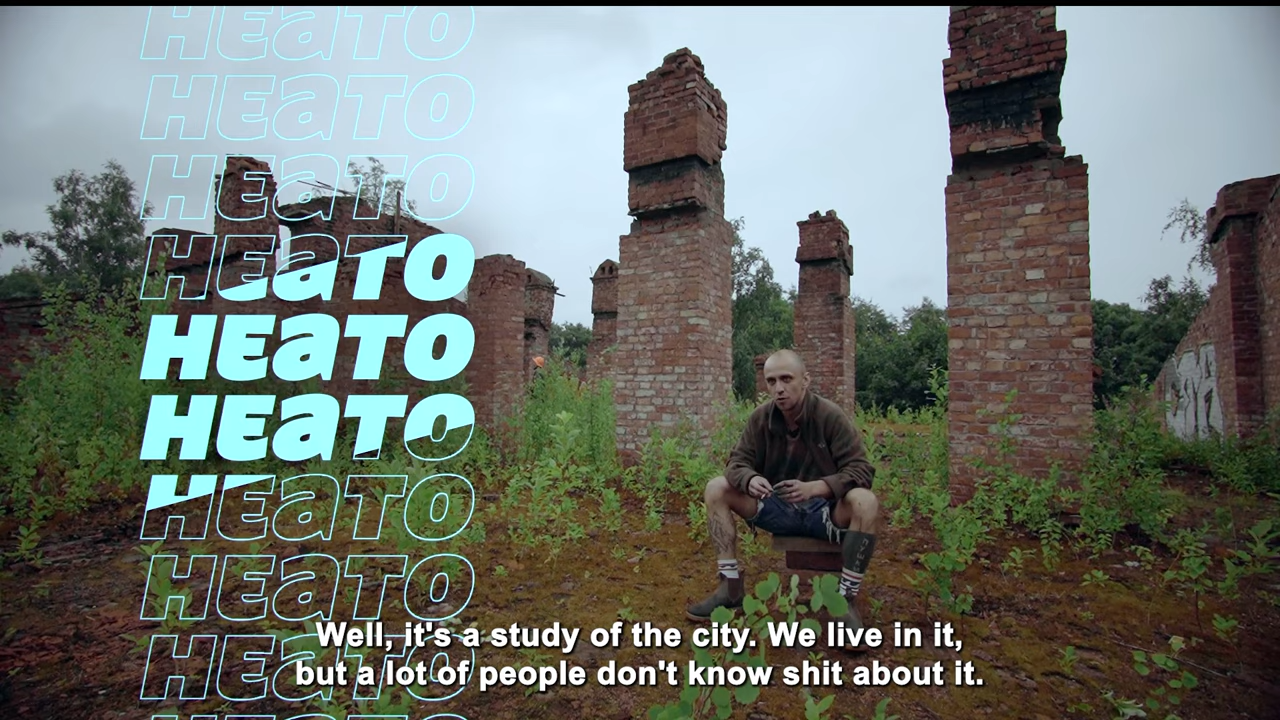 HEaTO
HEaTO
HEaTO
HEaTO
HEaTO
HEaTO
HEaTO
HEaTO
HEaTO
Well, it's a study of the city. We live in it,
but a lot of people don't know shit about it.